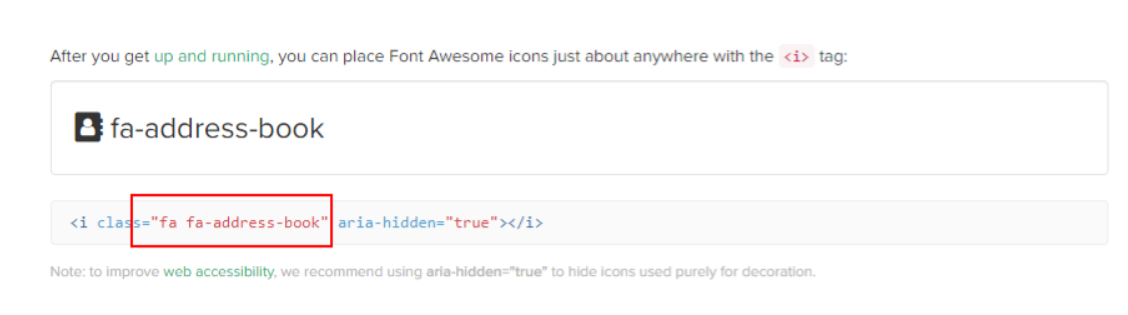 After you get up and running, you can place Font Awesome icons just about anywhere with the <i> tag:
fa-address-book
<i class="fa fa-address-book" aria-hidden="true"></i>
Note: to improve web accessibility, we recommend using aria-hidden="true" to hide icons used purely for decoration.